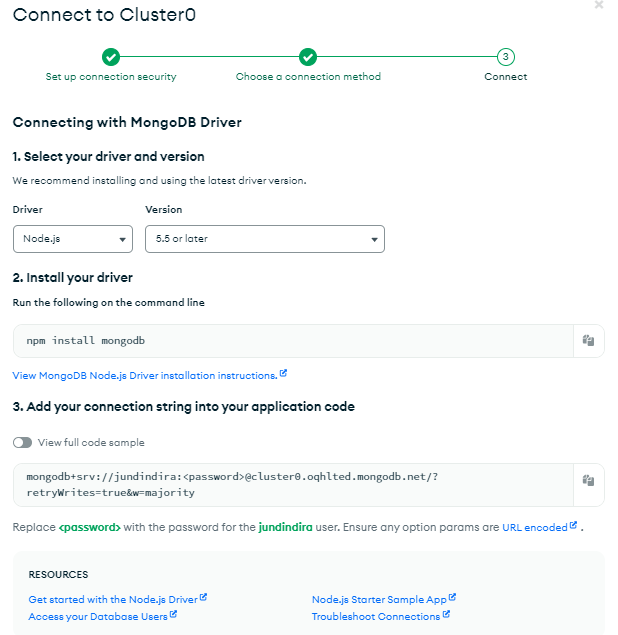 Connect to Cluster0
Set up connection security
Choose a connection method
3
Connect
Connecting with MongoDB Driver
1. Select your driver and version
We recommend installing and using the latest driver version.
Driver
Version
Node.js
5.5 or later
2. Install your driver
Run the following on the command line
npm install mongodb
View MongoDB Node.js Driver installation instructions.
3. Add your connection string into your application code
View full code sample
mongodb+srv://jundindira:<password>@cluster0.oqhlted.mongodb.net/?
retryWrites=true&w=majority
Replace <password> with the password for the jundindira user. Ensure any option params are URL encoded .
RESOURCES
Get started with the Node.js Driver
Node.js Starter Sample App
Access your Database Users
Troubleshoot Connections